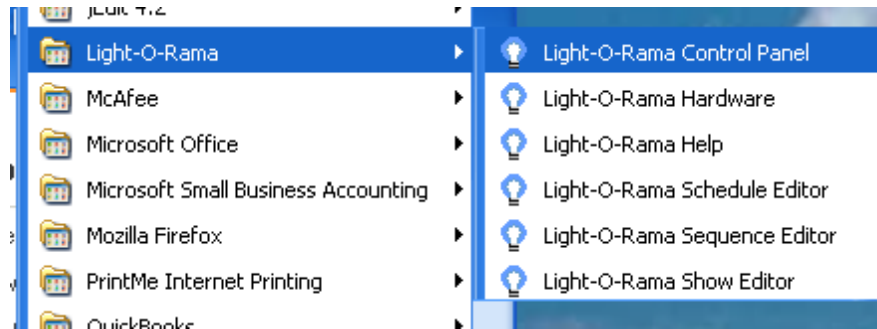 jEdit 4.2
Light-O-Rama
McAfee
Microsoft Office
Microsoft Small Business Accounting
Mozilla Firefox
PrintMe Internet Printing
QuickBooks
Light-O-Rama Control Panel
Light-O-Rama Hardware
Light-O-Rama Help
Light-O-Rama Schedule Editor
Light-O-Rama Sequence Editor
Light-O-Rama Show Editor